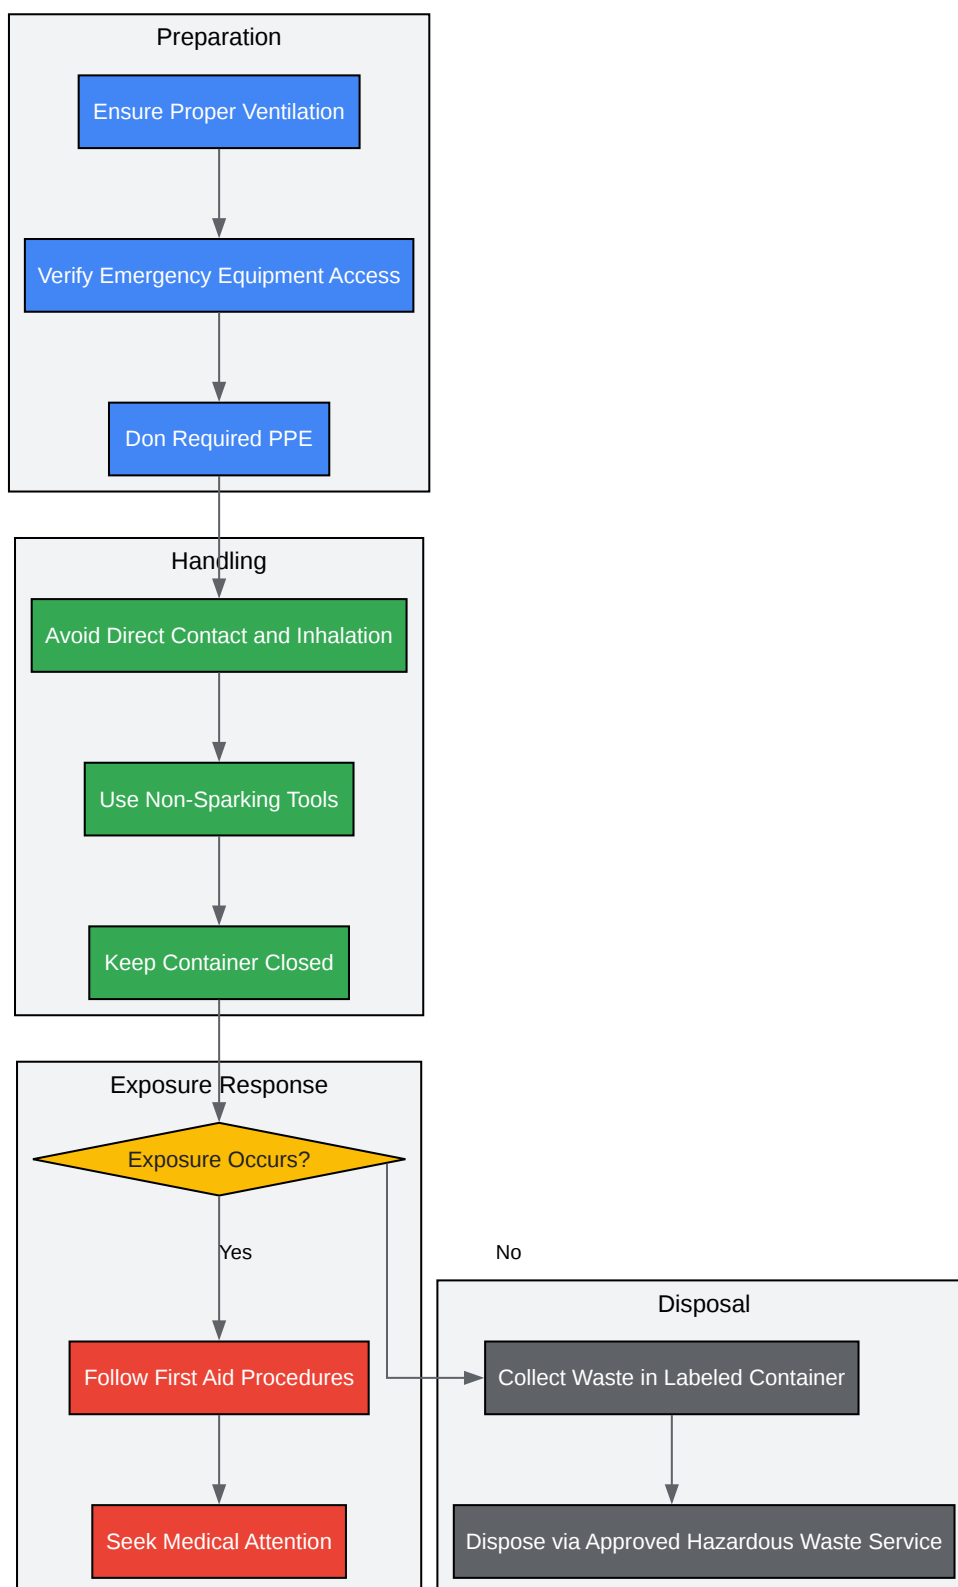 Preparation
Ensure Proper Ventilation
Verify Emergency Equipment Access
Don Required PPE
Handling
Avoid Direct Contact and Inhalation
Use Non-Sparking Tools
Keep Container Closed
Exposure Response
Exposure Occurs?
Yes
No
Disposal
Follow First Aid Procedures
Collect Waste in Labeled Container
Seek Medical Attention
Dispose via Approved Hazardous Waste Service